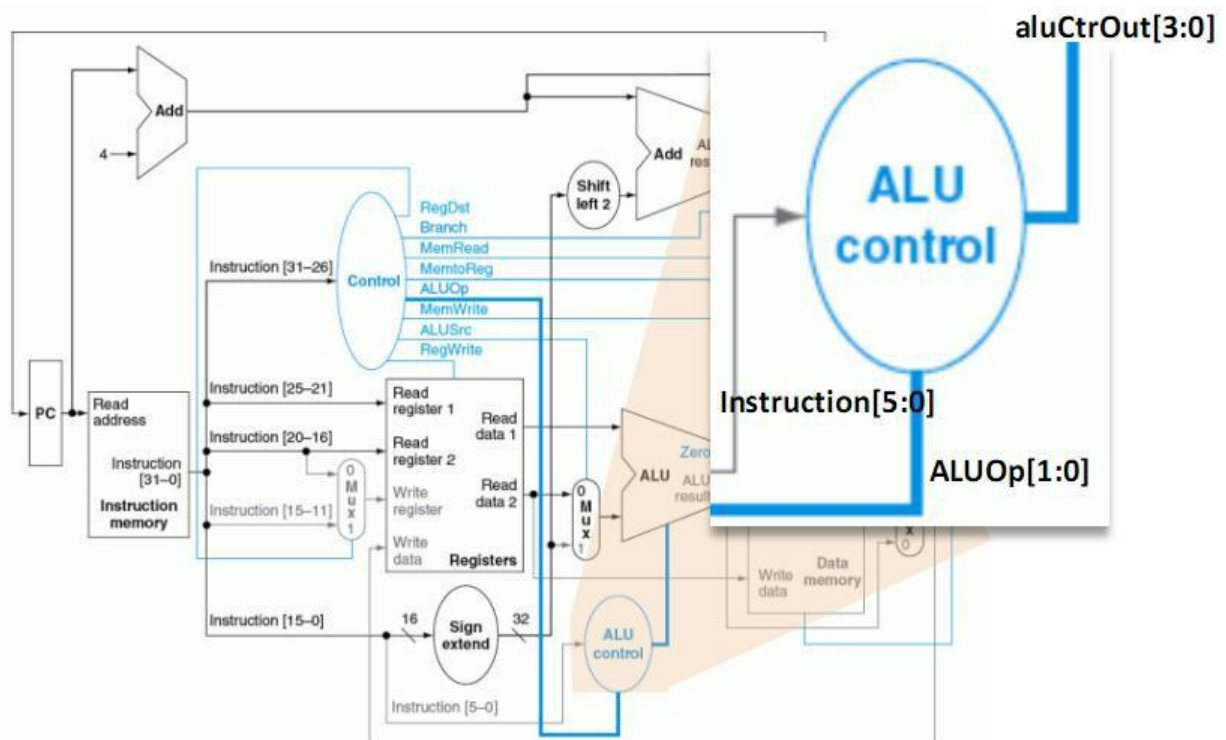 aluCtrOut[3:0]
Add
4
Add
Shift
left 2
RegDst
Branch
MemRead
MemtoReg
ALUOp
MemWrite
ALUSrc
RegWrite
Control
Instruction [31–26]
ALU
control
Instruction[5:0]
ALUOp[1:0]
PC
Read
address
Instruction
[31–0]
Instruction
memory
Instruction [25–21]
Instruction [20–16]
Instruction [15–11]
0
M
u
x
1
Read
register 1
Read
register 2
Write
register
Write
data
Read
data 1
Read
data 2
Registers
0
M
u
x
1
Zero
ALU
ALU
result
Write
data
Data
memory
x
0
Instruction [15–0]
16
Sign
extend
32
ALU
control
Instruction [5–0]